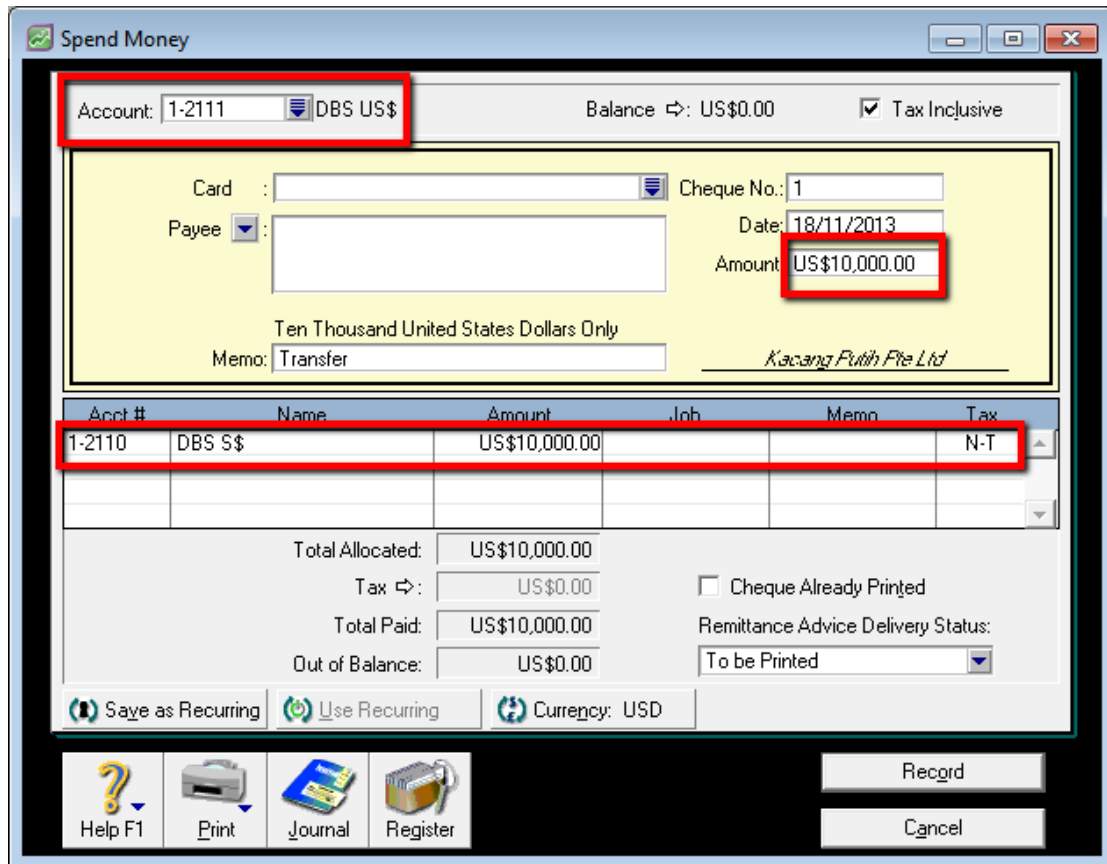 Spend Money
Account: 1-2111 DBS US$ Balance ⇨: US$0.00 Tax Inclusive
Card : Cheque No.: 1
Payee : Date: 18/11/2013
Amount: US$10,000.00
Ten Thousand United States Dollars Only
Memo: Transfer Kacang Putih Pte Ltd
Acct # Name Amount Job Memo Tax
1-2110 DBS S$ US$10,000.00 N-T
Total Allocated: US$10,000.00
Tax ⇨: US$0.00 Cheque Already Printed
Total Paid: US$10,000.00 Remittance Advice Delivery Status:
Out of Balance: US$0.00 To be Printed
Save as Recurring Use Recurring Currency: USD
Help F1 Print Journal Register Record
Cancel